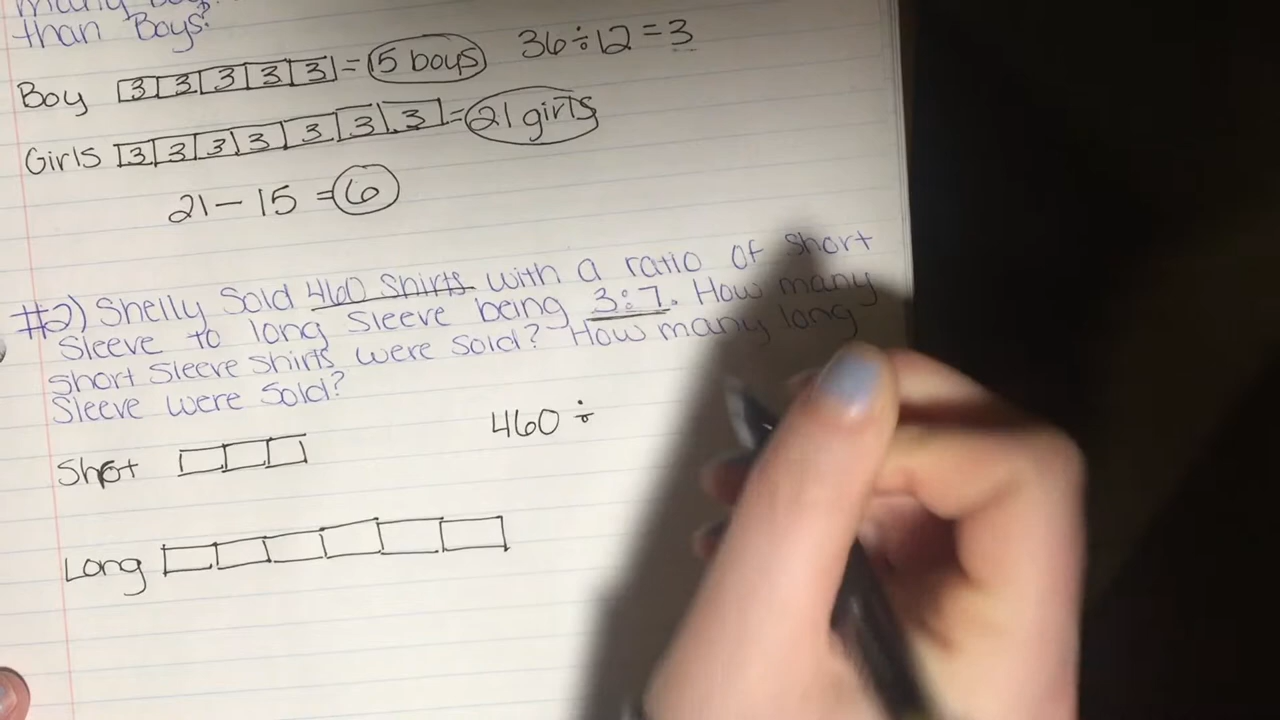 than Boys?
Boy 3 3 3 3 3 = 15 boys 36 ÷ 12 = 3
Girls 3 3 3 3 3 3 3 = 21 girls
21 - 15 = 6
#2) Shelly Sold 460 Shirts with a ratio of Short
Sleeve to long Sleeve being 3:7. How many
Short Sleeve Shirts were Sold? How many long
Sleeve were Sold?
Short 460 ÷
Long